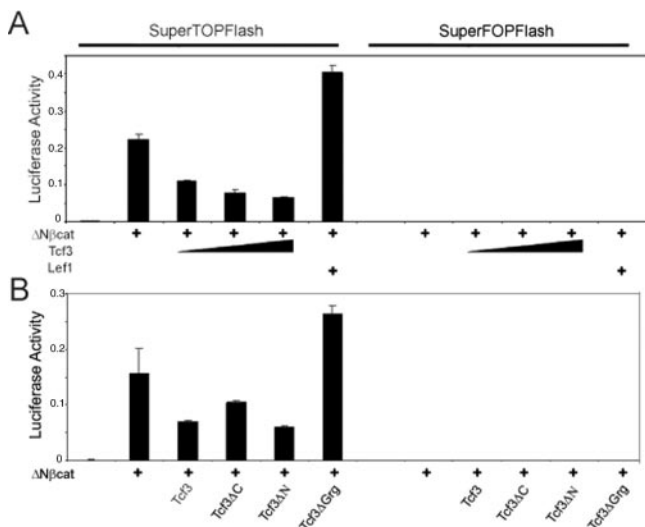 A
SuperTOPFlash SuperFOPFlash
Luciferase Activity
0.4
0.3
0.2
0.1
0
ΔNβcat + + + + + + + + + +
Tcf3
Lef1 + +
B
Luciferase Activity
0.3
0.2
0.1
0
ΔNβcat + + + + + + + + + +
Tcf3 Tcf3ΔC Tcf3ΔN Tcf3ΔGrg Tcf3 Tcf3ΔC Tcf3ΔN Tcf3ΔGrg